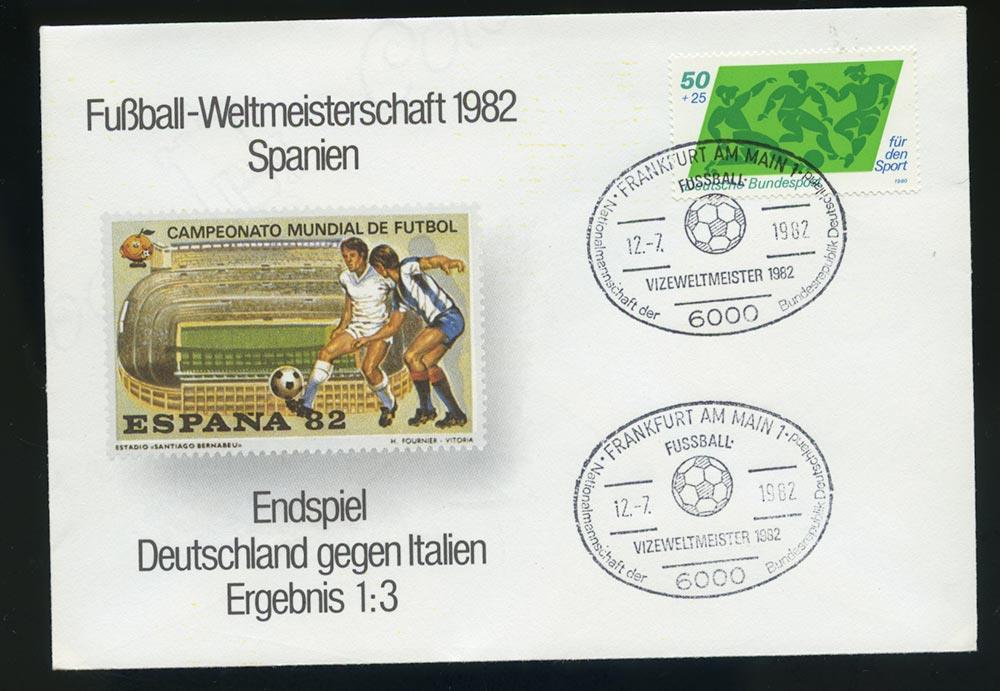 Fußball-Weltmeisterschaft 1982
Spanien
CAMPEONATO MUNDIAL DE FUTBOL
ESPAÑA 82
ESTADIO «SANTIAGO BERNABEU»
H. FOURNIER - VITORIA
Endspiel
Deutschland gegen Italien
Ergebnis 1:3
50
+ 25
für
den
Sport
Deutsche Bundespost
1980
· FRANKFURT AM MAIN 1 ·
FUSSBALL-
12.-7. 1982
VIZEWELTMEISTER 1982
Nationalmannschaft der Bundesrepublik Deutschland
6000
· FRANKFURT AM MAIN 1 ·
FUSSBALL-
12.-7. 1982
VIZEWELTMEISTER 1982
Nationalmannschaft der Bundesrepublik Deutschland
6000